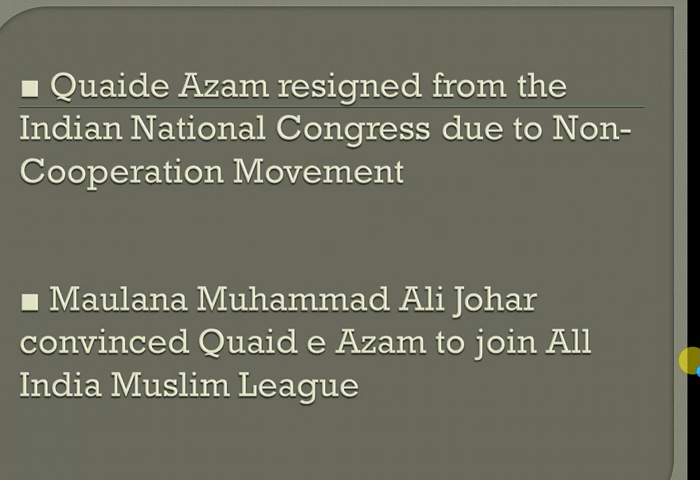 ▪ Quaide Azam resigned from the
Indian National Congress due to Non-
Cooperation Movement
▪ Maulana Muhammad Ali Johar
convinced Quaid e Azam to join All
India Muslim League